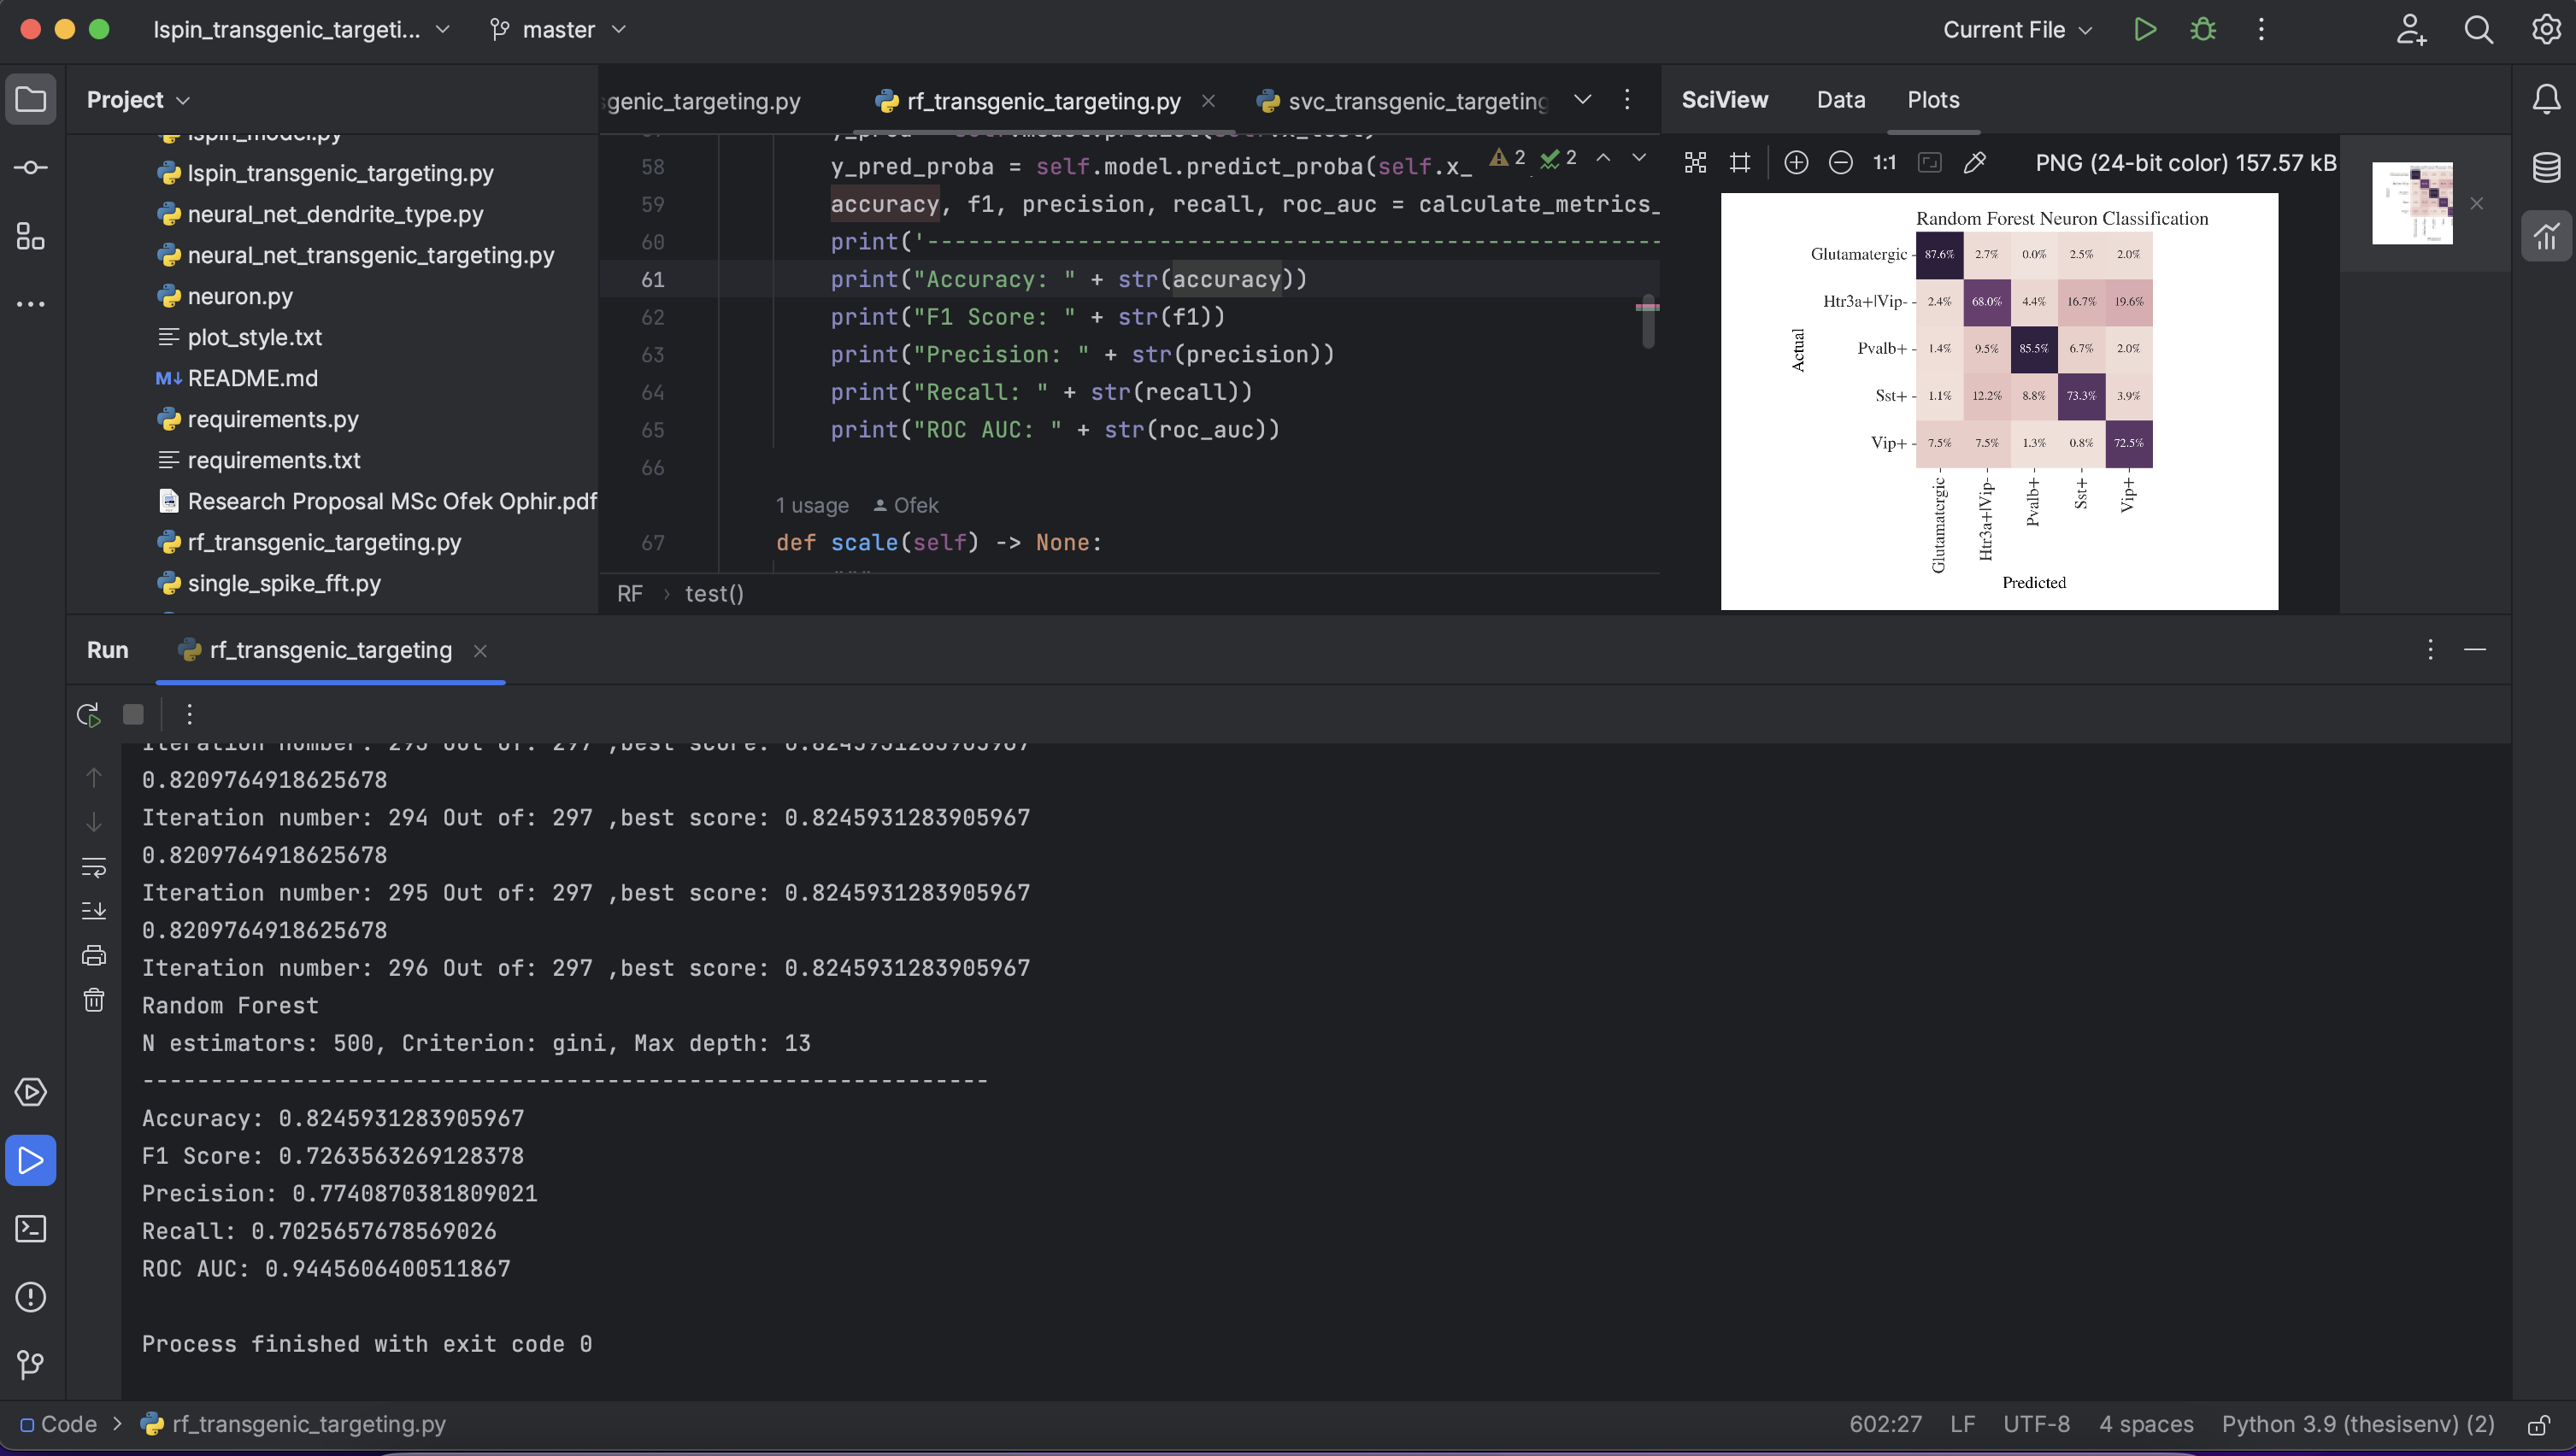 lspin_transgenic_targeti...
master
Current File
Project
lspin_model.py
lspin_transgenic_targeting.py
neural_net_dendrite_type.py
neural_net_transgenic_targeting.py
neuron.py
plot_style.txt
M↓ README.md
requirements.py
requirements.txt
Research Proposal MSc Ofek Ophir.pdf
rf_transgenic_targeting.py
single_spike_fft.py
sgenic_targeting.py
rf_transgenic_targeting.py
svc_transgenic_targeting
y_pred = self.model.predict(self.x_test)
58 y_pred_proba = self.model.predict_proba(self.x_
2 2
59 accuracy, f1, precision, recall, roc_auc = calculate_metrics_
60 print('------------------------------------------------------
61 print("Accuracy: " + str(accuracy))
62 print("F1 Score: " + str(f1))
63 print("Precision: " + str(precision))
64 print("Recall: " + str(recall))
65 print("ROC AUC: " + str(roc_auc))
66
1 usage Ofek
67 def scale(self) -> None:
RF › test()
SciView Data Plots
1:1
PNG (24-bit color) 157.57 kB
Random Forest Neuron Classification
Glutamatergic 87.6% 2.7% 0.0% 2.5% 2.0%
Htr3a+|Vip- 2.4% 68.0% 4.4% 16.7% 19.6%
Pvalb+ 1.4% 9.5% 85.5% 6.7% 2.0%
Sst+ 1.1% 12.2% 8.8% 73.3% 3.9%
Vip+ 7.5% 7.5% 1.3% 0.8% 72.5%
Actual
Glutamatergic Htr3a+|Vip- Pvalb+ Sst+ Vip+
Predicted
Run rf_transgenic_targeting
Iteration number: 293 Out of: 297 ,best score: 0.8245931283905967
0.8209764918625678
Iteration number: 294 Out of: 297 ,best score: 0.8245931283905967
0.8209764918625678
Iteration number: 295 Out of: 297 ,best score: 0.8245931283905967
0.8209764918625678
Iteration number: 296 Out of: 297 ,best score: 0.8245931283905967
Random Forest
N estimators: 500, Criterion: gini, Max depth: 13
--------------------------------------------------------------
Accuracy: 0.8245931283905967
F1 Score: 0.7263563269128378
Precision: 0.7740870381809021
Recall: 0.7025657678569026
ROC AUC: 0.9445606400511867
Process finished with exit code 0
Code > rf_transgenic_targeting.py
602:27 LF UTF-8 4 spaces Python 3.9 (thesisenv) (2)